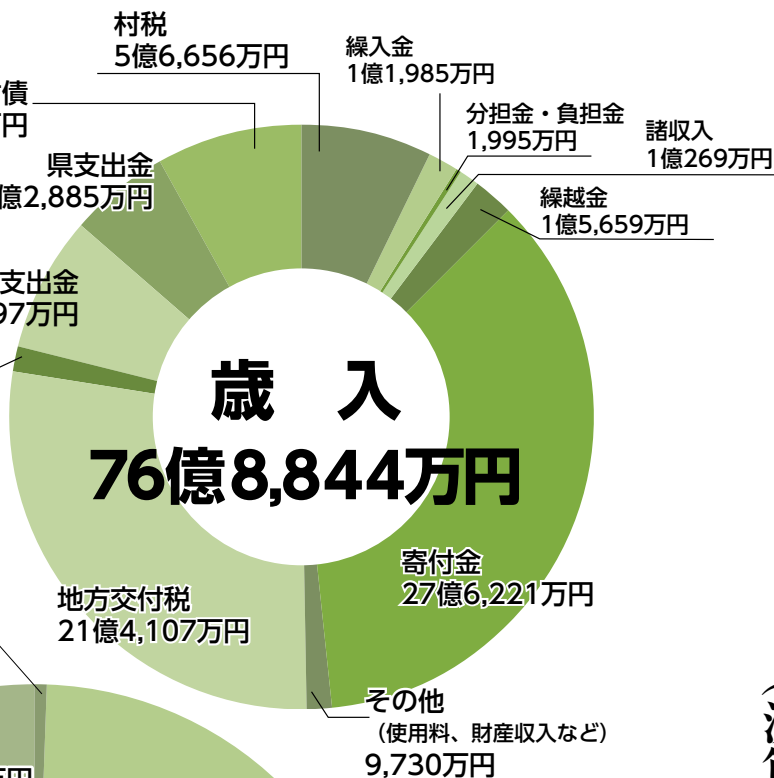 村税
5億6,656万円
繰入金
1億1,985万円
分担金・負担金
1,995万円
諸収入
1億269万円
繰越金
1億5,659万円
債
円
県支出金
億2,885万円
支出金
97万円
歳 入
76億8,844万円
寄付金
27億6,221万円
地方交付税
21億4,107万円
その他
（使用料、財産収入など）
9,730万円